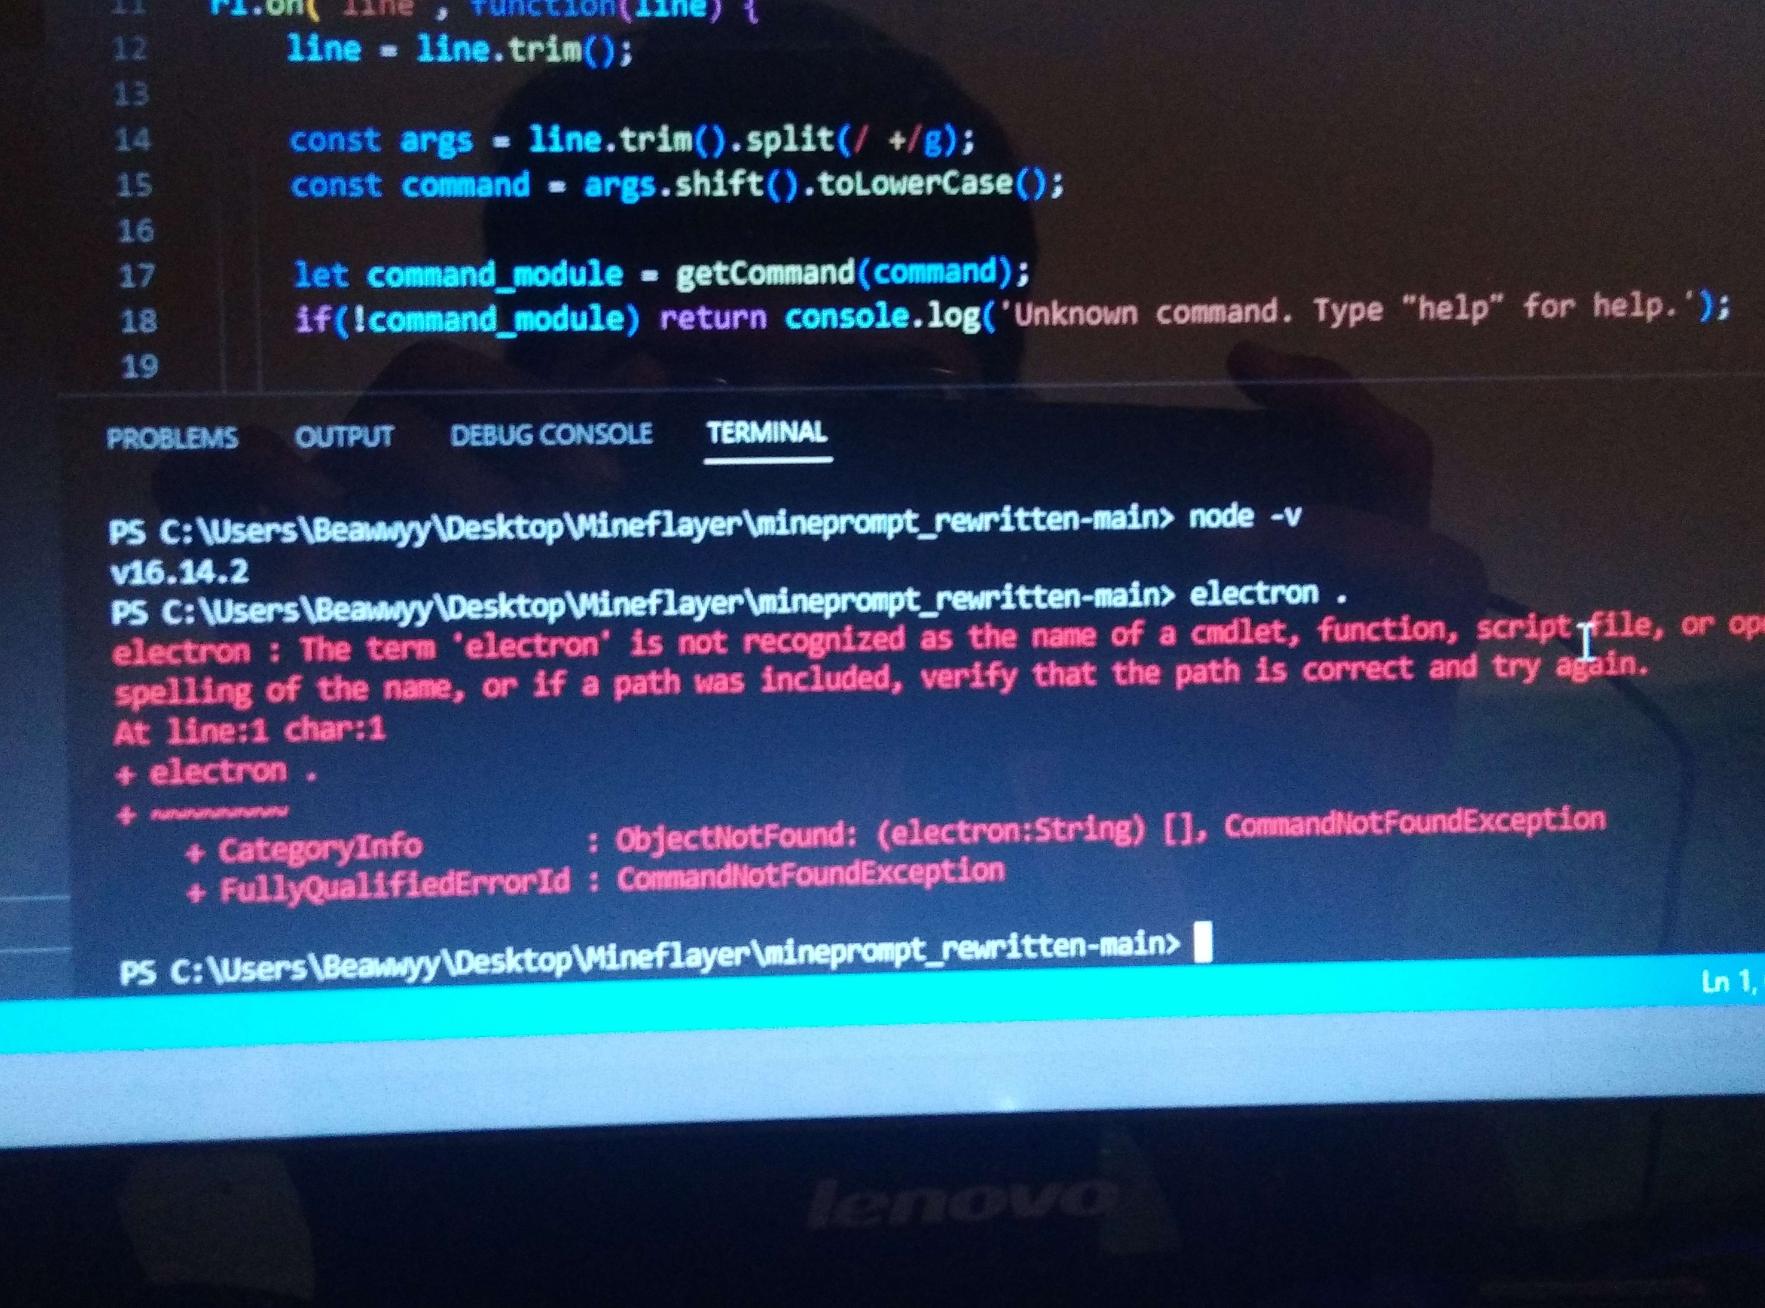 11 rl.on('line', function(line) {
12 line = line.trim();
13
14 const args = line.trim().split(/ +/g);
15 const command = args.shift().toLowerCase();
16
17 let command_module = getCommand(command);
18 if(!command_module) return console.log('Unknown command. Type "help" for help.');
19
PROBLEMS OUTPUT DEBUG CONSOLE TERMINAL
PS C:\Users\Beawwyy\Desktop\Mineflayer\mineprompt_rewritten-main> node -v
v16.14.2
PS C:\Users\Beawwyy\Desktop\Mineflayer\mineprompt_rewritten-main> electron .
electron : The term 'electron' is not recognized as the name of a cmdlet, function, script file, or op
spelling of the name, or if a path was included, verify that the path is correct and try again.
At line:1 char:1
+ electron .
+ ~~~~~~~~
+ CategoryInfo : ObjectNotFound: (electron:String) [], CommandNotFoundException
+ FullyQualifiedErrorId : CommandNotFoundException
PS C:\Users\Beawwyy\Desktop\Mineflayer\mineprompt_rewritten-main>
Ln 1,
lenovo